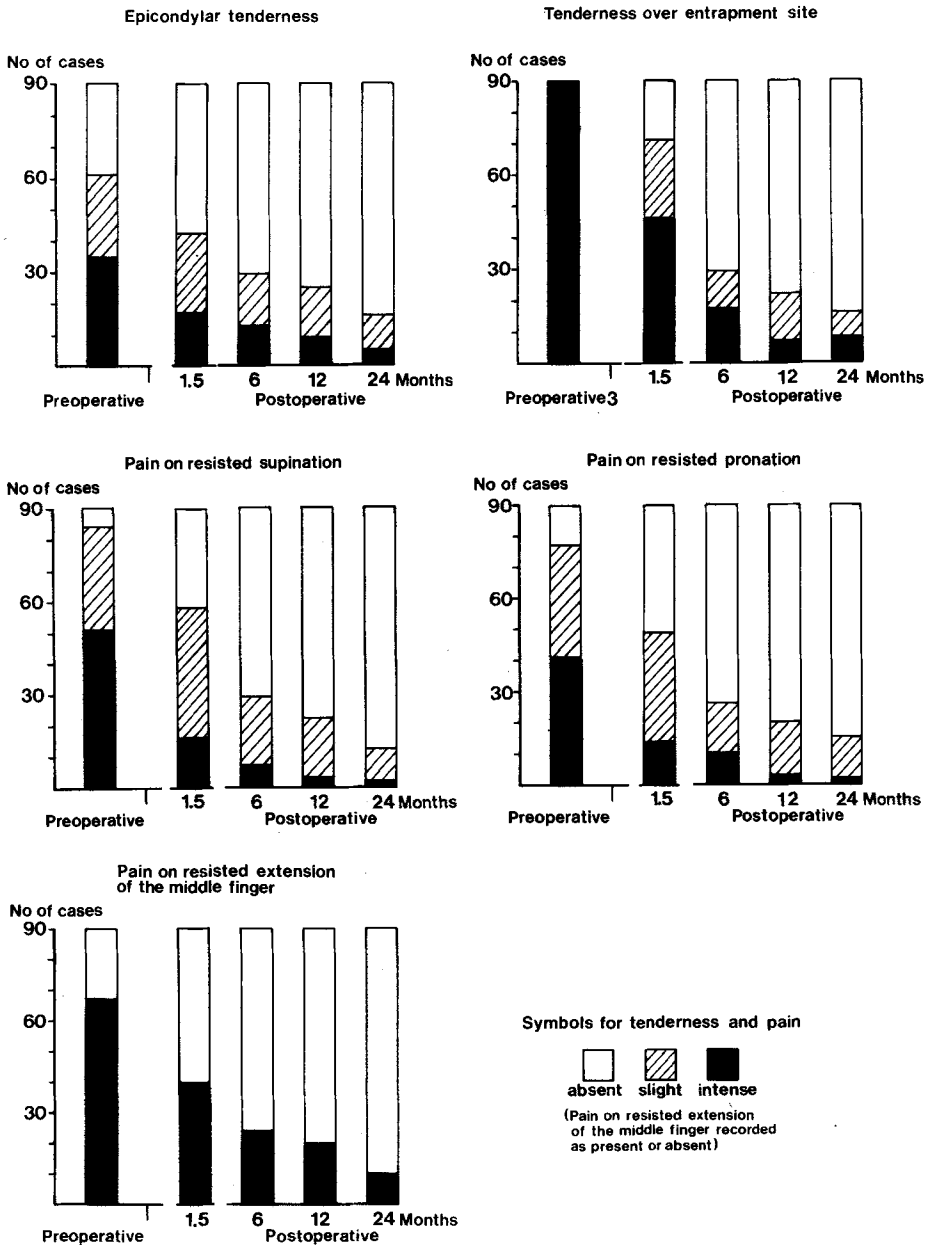 Epicondylar tenderness
No of cases
90
60
30
1.5 6 12 24 Months
Preoperative Postoperative
Tenderness over entrapment site
No of cases
90
60
30
1.5 6 12 24 Months
Preoperative3 Postoperative
Pain on resisted supination
No of cases
90
60
30
1.5 6 12 24 Months
Preoperative Postoperative
Pain on resisted pronation
No of cases
90
60
30
1.5 6 12 24 Months
Preoperative Postoperative
Pain on resisted extension
of the middle finger
No of cases
90
60
30
1.5 6 12 24 Months
Preoperative Postoperative
Symbols for tenderness and pain
absent slight intense
(Pain on resisted extension
of the middle finger recorded
as present or absent)